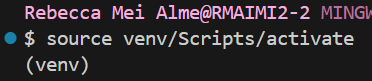 Rebecca Mei Alme@RMAIMI2-2 MINGW
$ source venv/Scripts/activate
(venv)